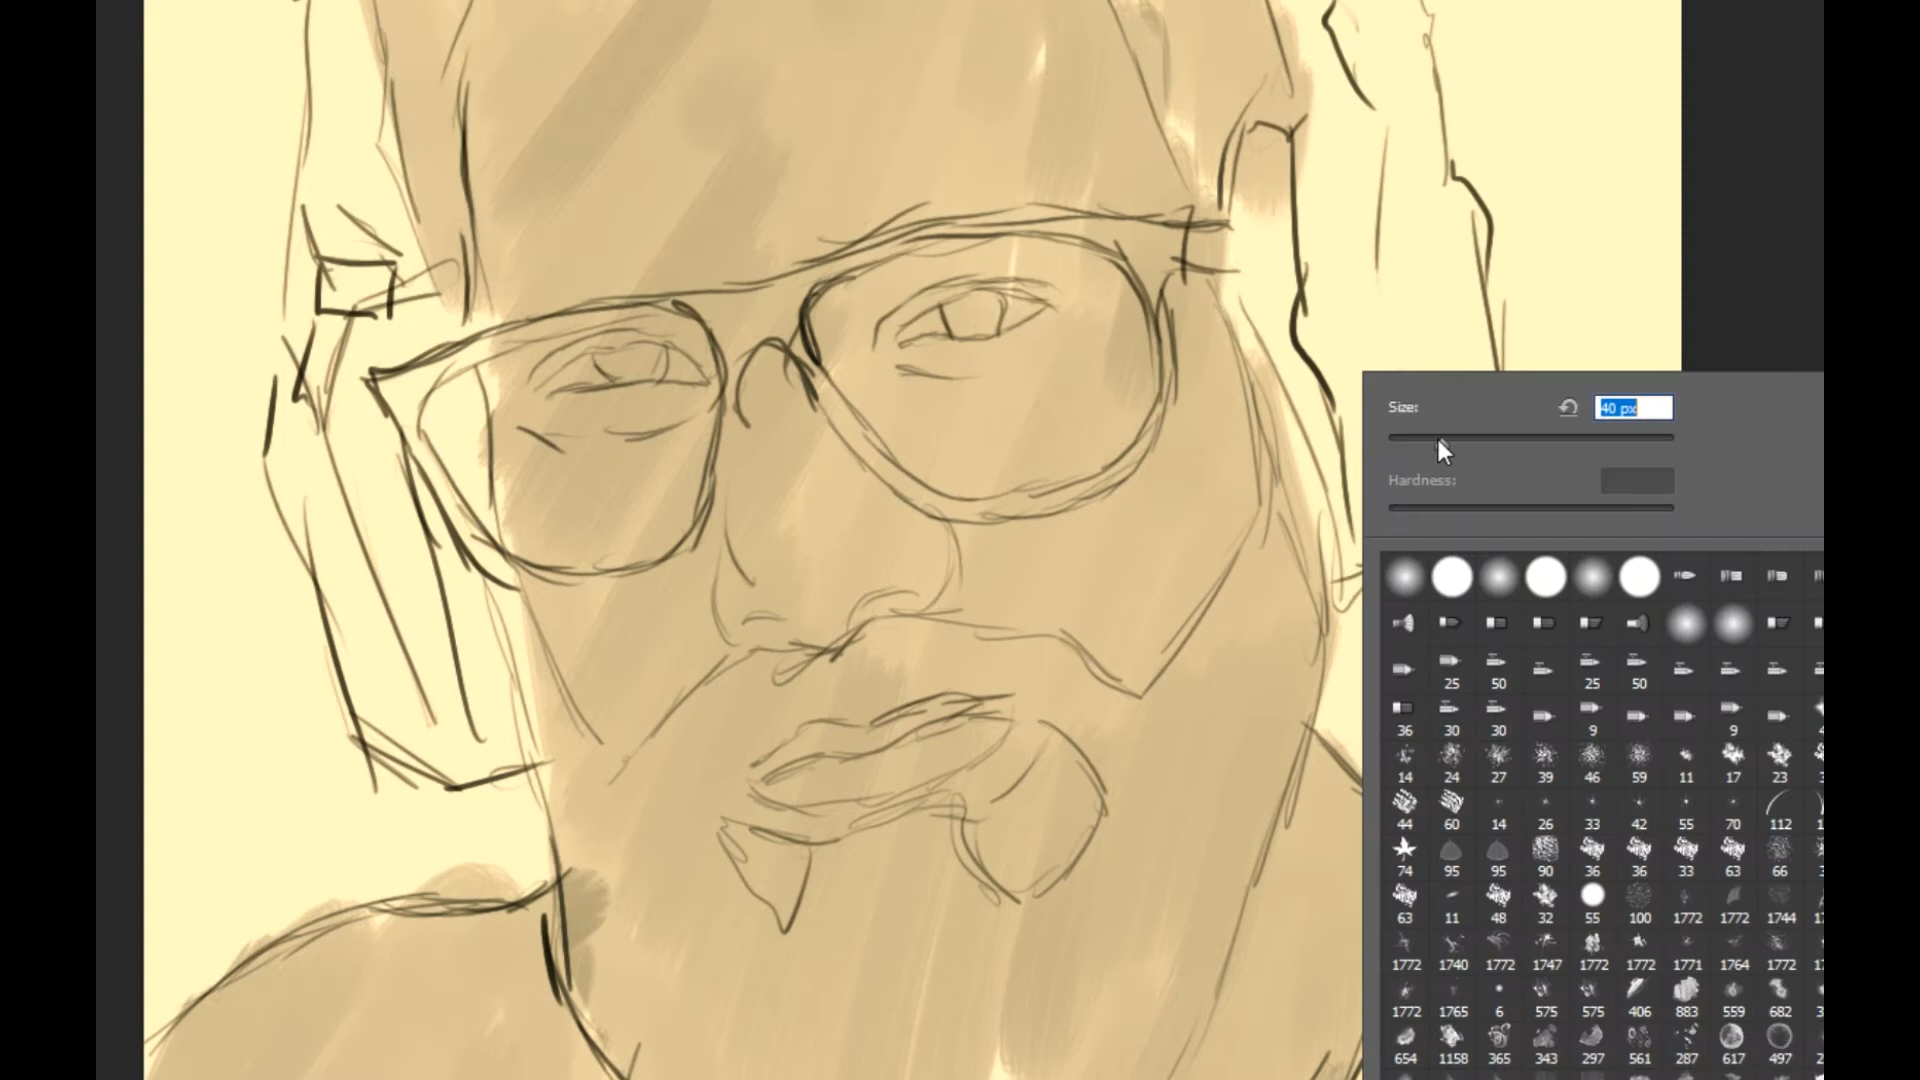 Size:
40 px
Hardness:
25 50 25 50
36 30 30 9 9
14 24 27 39 46 59 11 17 23
44 60 14 26 33 42 55 70 112
74 95 95 90 36 36 33 63 66
63 11 48 32 55 100 1772 1772 1744
1772 1740 1772 1747 1772 1772 1771 1764 1772
1772 1765 6 575 575 406 883 559 682
654 1158 365 343 297 561 287 617 497